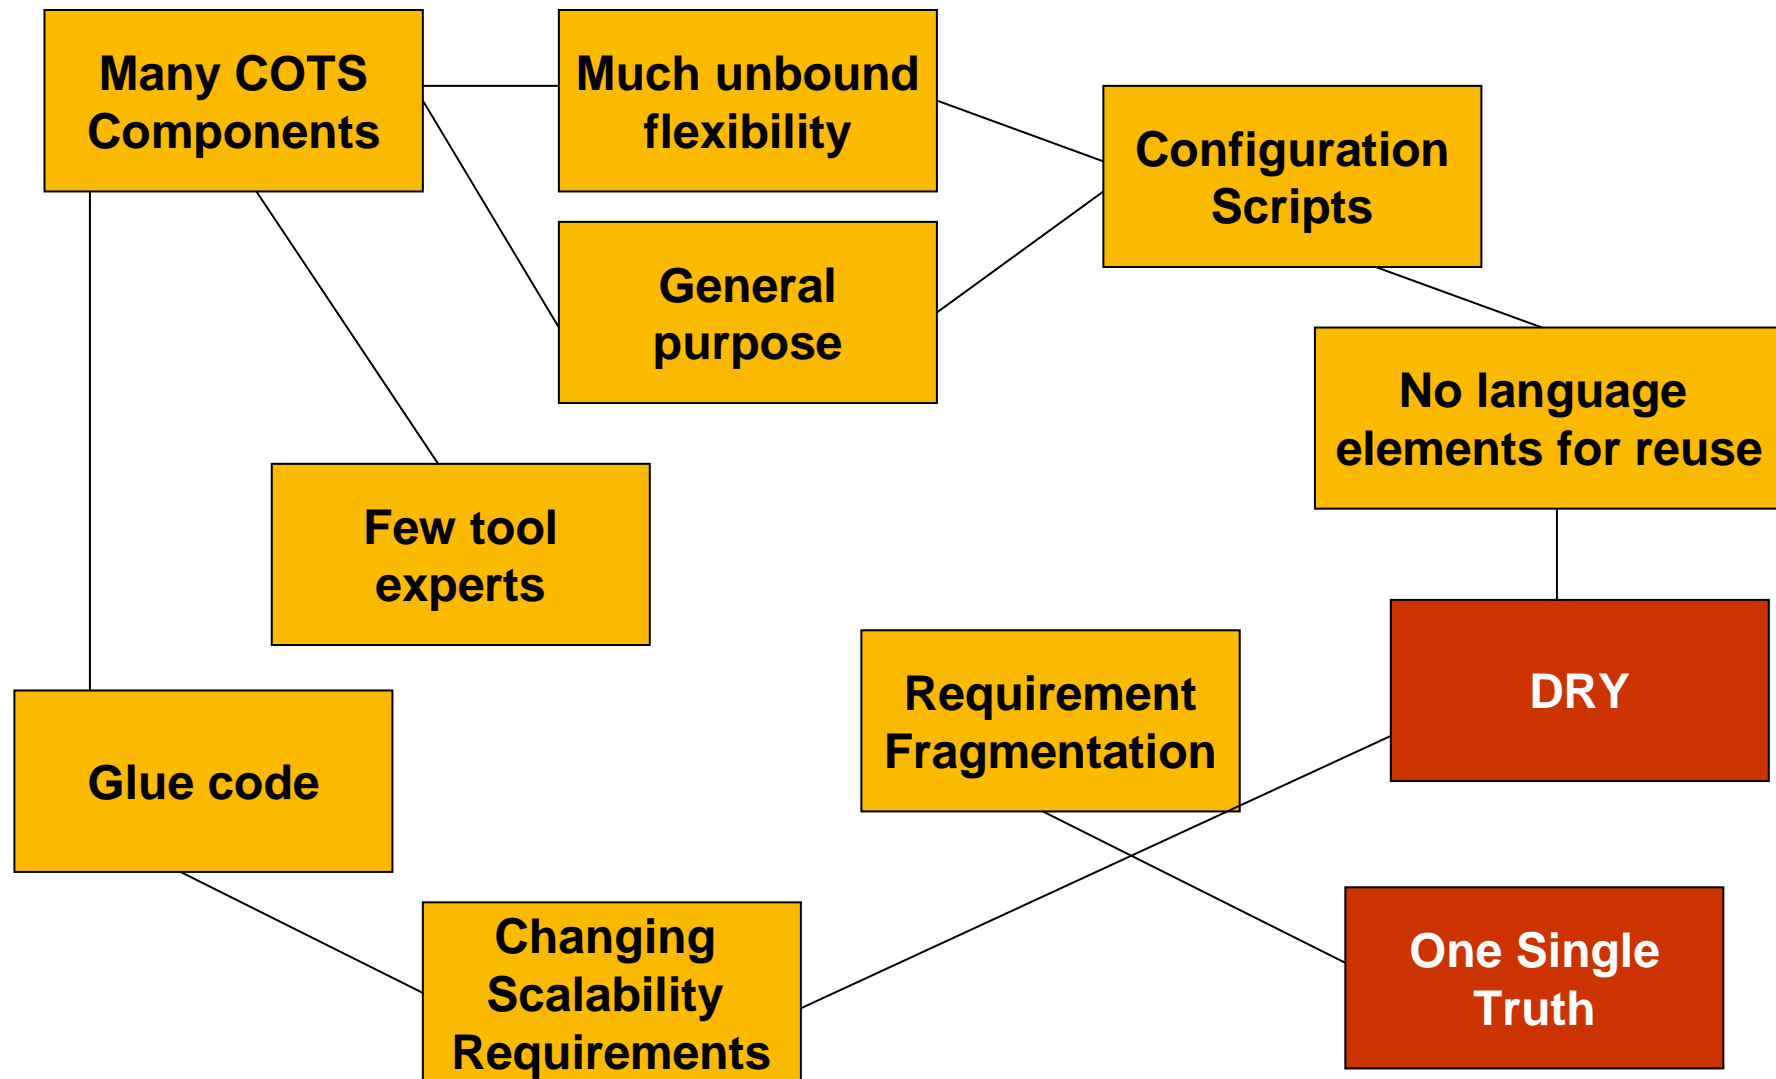 Many COTS
Components
Much unbound
flexibility
Configuration
Scripts
General
purpose
No language
elements for reuse
Few tool
experts
Requirement
Fragmentation
DRY
Glue code
Changing
Scalability
Requirements
One Single
Truth